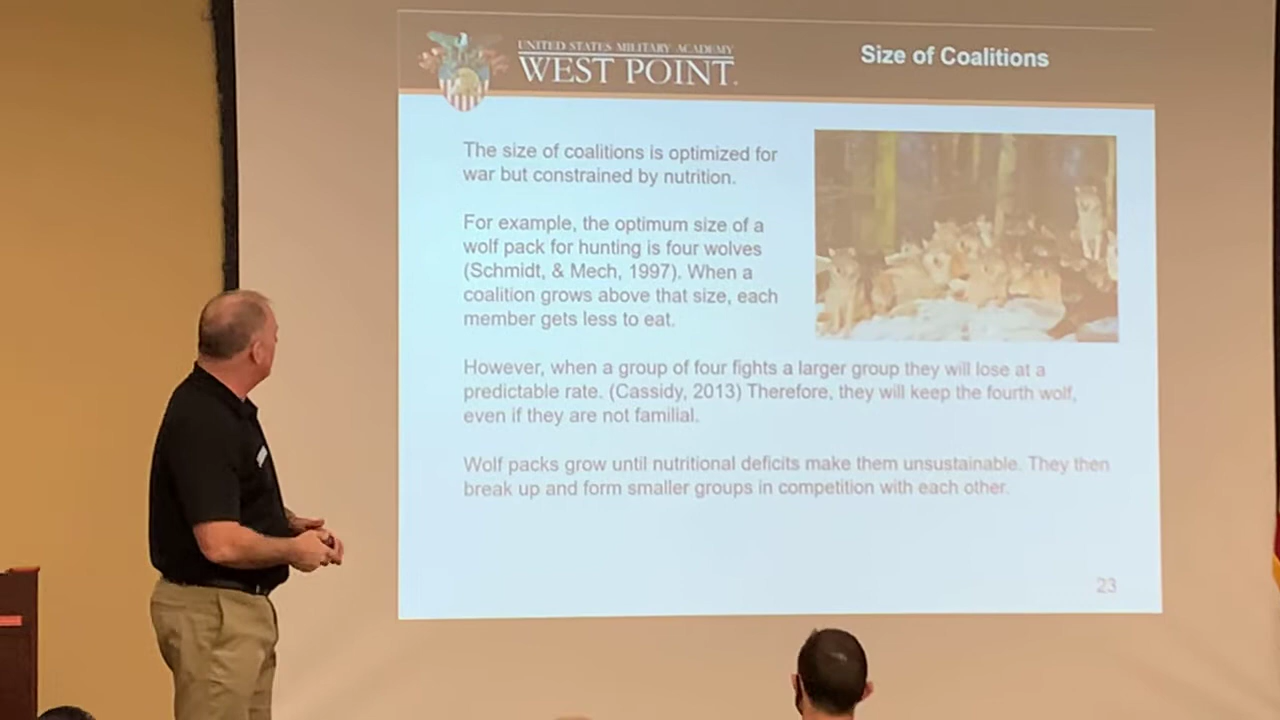 UNITED STATES MILITARY ACADEMY
WEST POINT.
Size of Coalitions
The size of coalitions is optimized for
war but constrained by nutrition.
For example, the optimum size of a
wolf pack for hunting is four wolves
(Schmidt, & Mech, 1997). When a
coalition grows above that size, each
member gets less to eat.
However, when a group of four fights a larger group they will lose at a
predictable rate. (Cassidy, 2013) Therefore, they will keep the fourth wolf,
even if they are not familial.
Wolf packs grow until nutritional deficits make them unsustainable. They then
break up and form smaller groups in competition with each other.
23